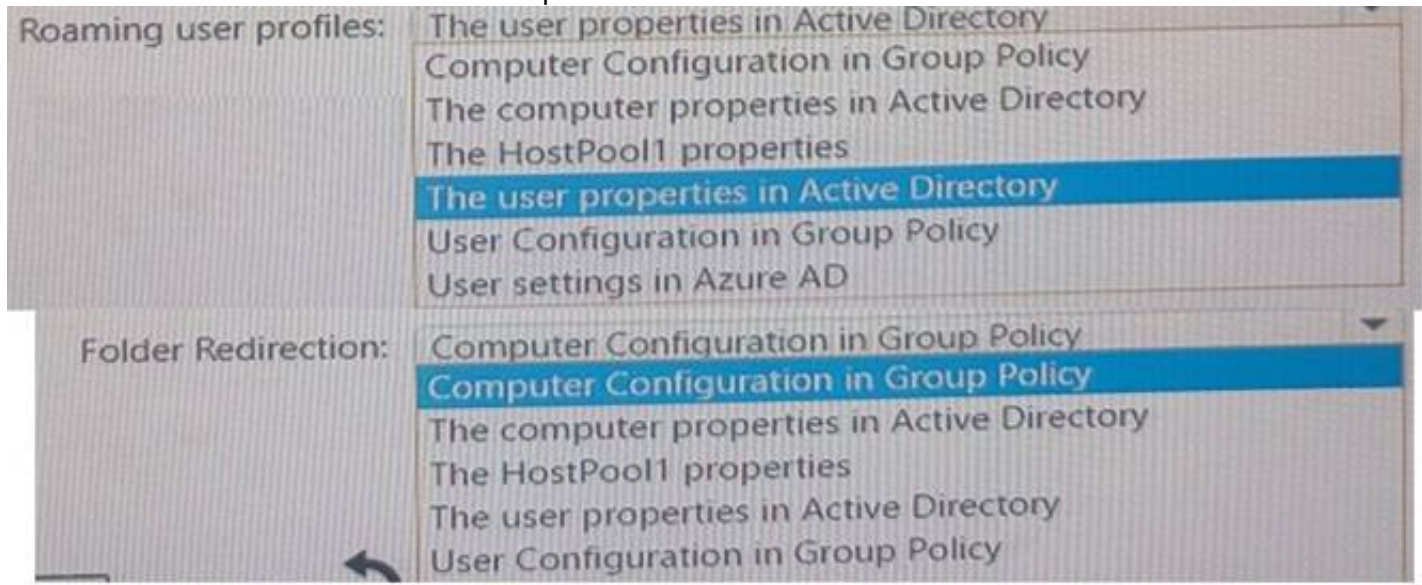 Roaming user profiles: The user properties in Active Directory
Computer Configuration in Group Policy
The computer properties in Active Directory
The HostPool1 properties
The user properties in Active Directory
User Configuration in Group Policy
User settings in Azure AD
Folder Redirection: Computer Configuration in Group Policy
Computer Configuration in Group Policy
The computer properties in Active Directory
The HostPool1 properties
The user properties in Active Directory
User Configuration in Group Policy